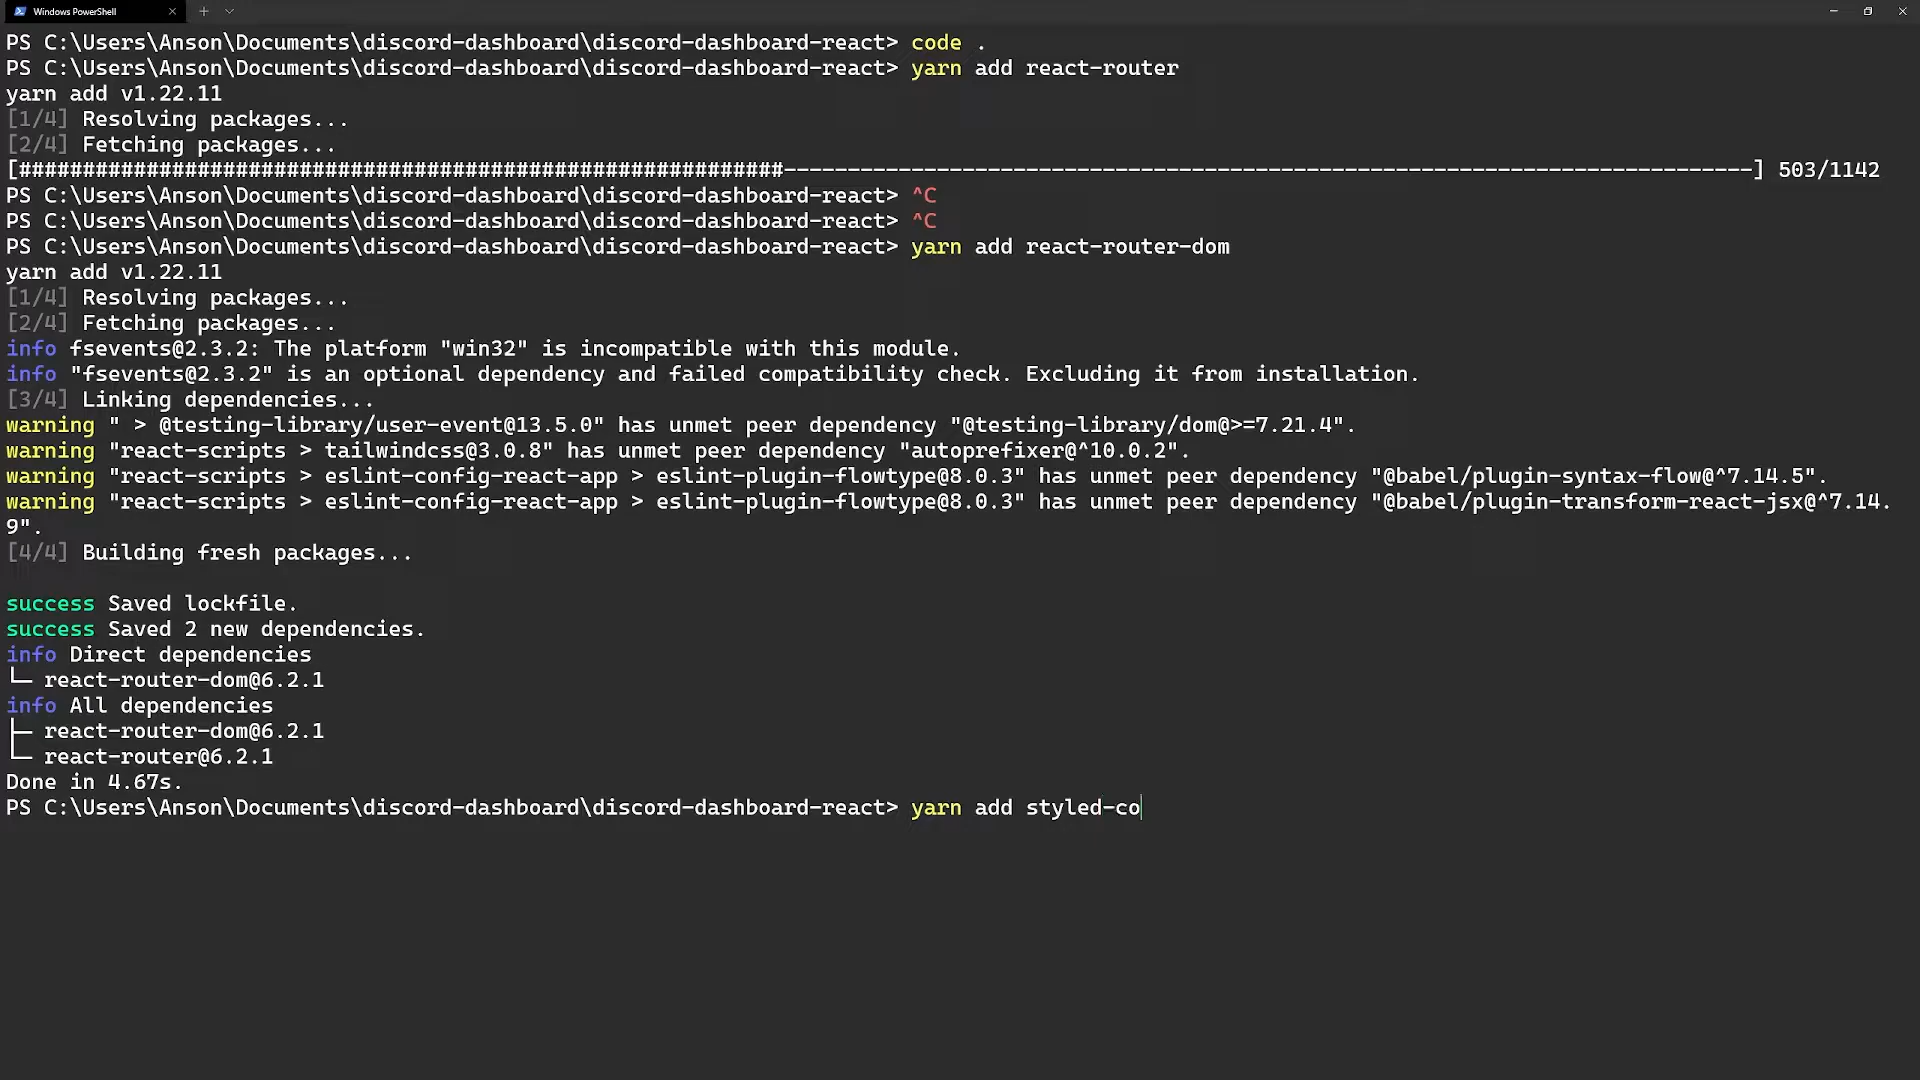 Windows PowerShell
PS C:\Users\Anson\Documents\discord-dashboard\discord-dashboard-react> code .
PS C:\Users\Anson\Documents\discord-dashboard\discord-dashboard-react> yarn add react-router
yarn add v1.22.11
[1/4] Resolving packages...
[2/4] Fetching packages...
[############################################################----------------------------------------------------------------------------] 503/1142
PS C:\Users\Anson\Documents\discord-dashboard\discord-dashboard-react> ^C
PS C:\Users\Anson\Documents\discord-dashboard\discord-dashboard-react> ^C
PS C:\Users\Anson\Documents\discord-dashboard\discord-dashboard-react> yarn add react-router-dom
yarn add v1.22.11
[1/4] Resolving packages...
[2/4] Fetching packages...
info fsevents@2.3.2: The platform "win32" is incompatible with this module.
info "fsevents@2.3.2" is an optional dependency and failed compatibility check. Excluding it from installation.
[3/4] Linking dependencies...
warning " > @testing-library/user-event@13.5.0" has unmet peer dependency "@testing-library/dom@>=7.21.4".
warning "react-scripts > tailwindcss@3.0.8" has unmet peer dependency "autoprefixer@^10.0.2".
warning "react-scripts > eslint-config-react-app > eslint-plugin-flowtype@8.0.3" has unmet peer dependency "@babel/plugin-syntax-flow@^7.14.5".
warning "react-scripts > eslint-config-react-app > eslint-plugin-flowtype@8.0.3" has unmet peer dependency "@babel/plugin-transform-react-jsx@^7.14.
9".
[4/4] Building fresh packages...
success Saved lockfile.
success Saved 2 new dependencies.
info Direct dependencies
└─ react-router-dom@6.2.1
info All dependencies
├─ react-router-dom@6.2.1
└─ react-router@6.2.1
Done in 4.67s.
PS C:\Users\Anson\Documents\discord-dashboard\discord-dashboard-react> yarn add styled-co